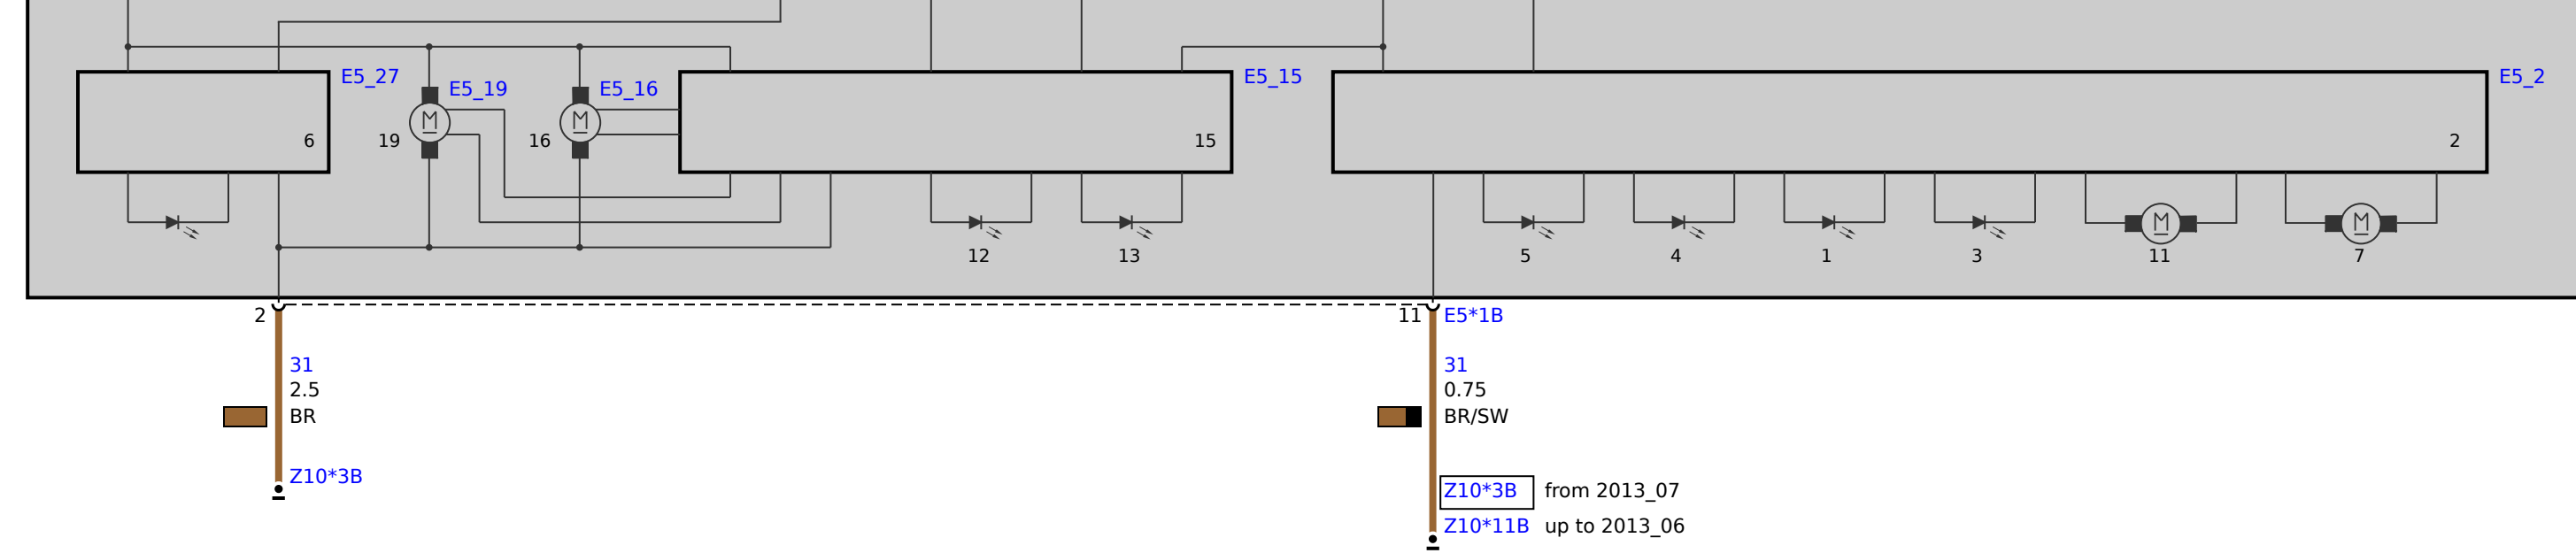 E5_27
E5_19
E5_16
E5_15
E5_2
M
M
6
19
16
15
2
M
M
12
13
5
4
1
3
11
7
2
11
E5*1B
31
31
2.5
0.75
BR
BR/SW
Z10*3B
Z10*3B from 2013_07
Z10*11B up to 2013_06